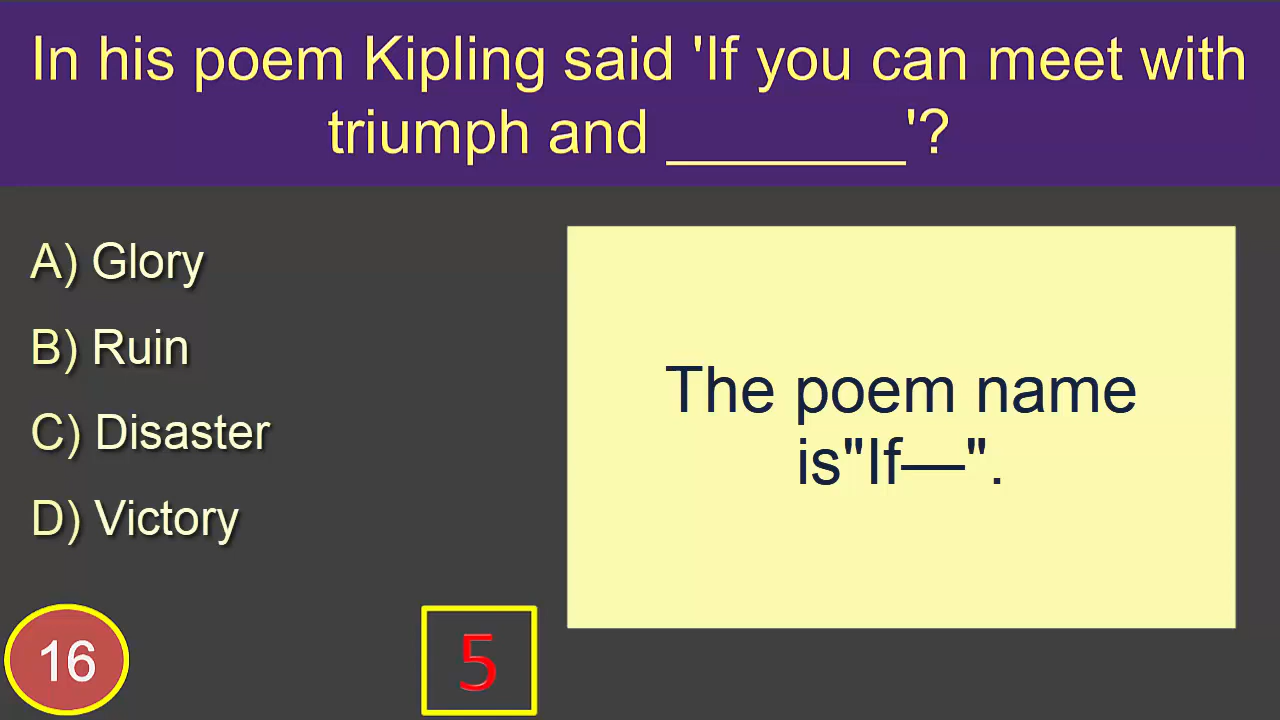 In his poem Kipling said 'If you can meet with
triumph and _______'?
A) Glory
B) Ruin
C) Disaster
D) Victory
The poem name
is"If—".
16
5